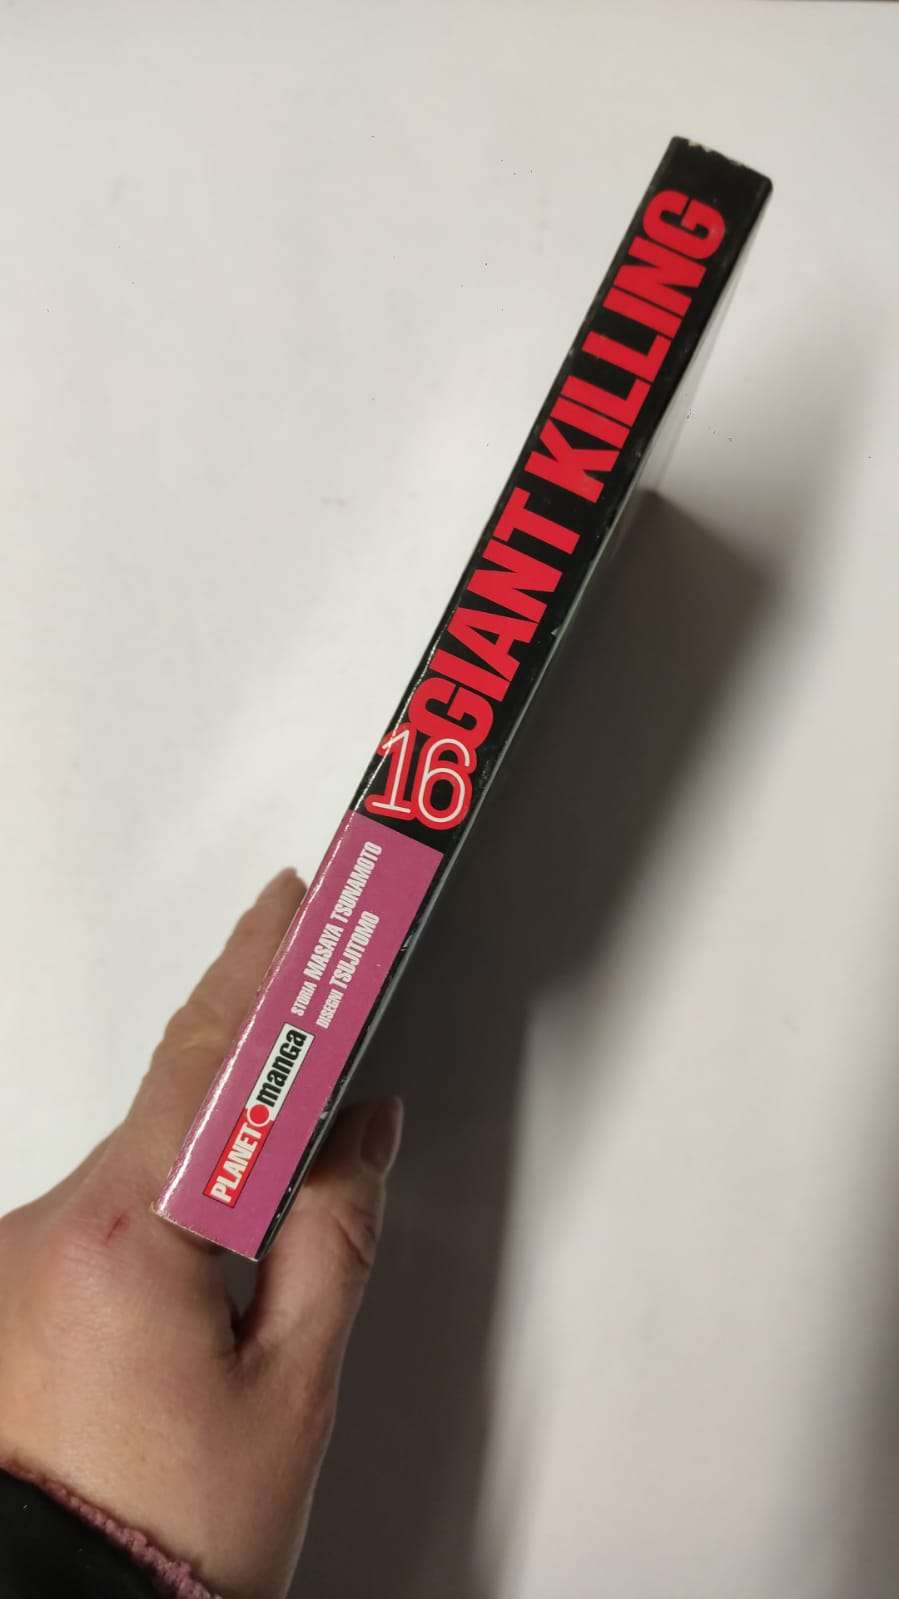 GIANT KILLING
16
STORIA MASAYA TSUNAMOTO
DISEGNI TSUJITOMO
PLANET manga